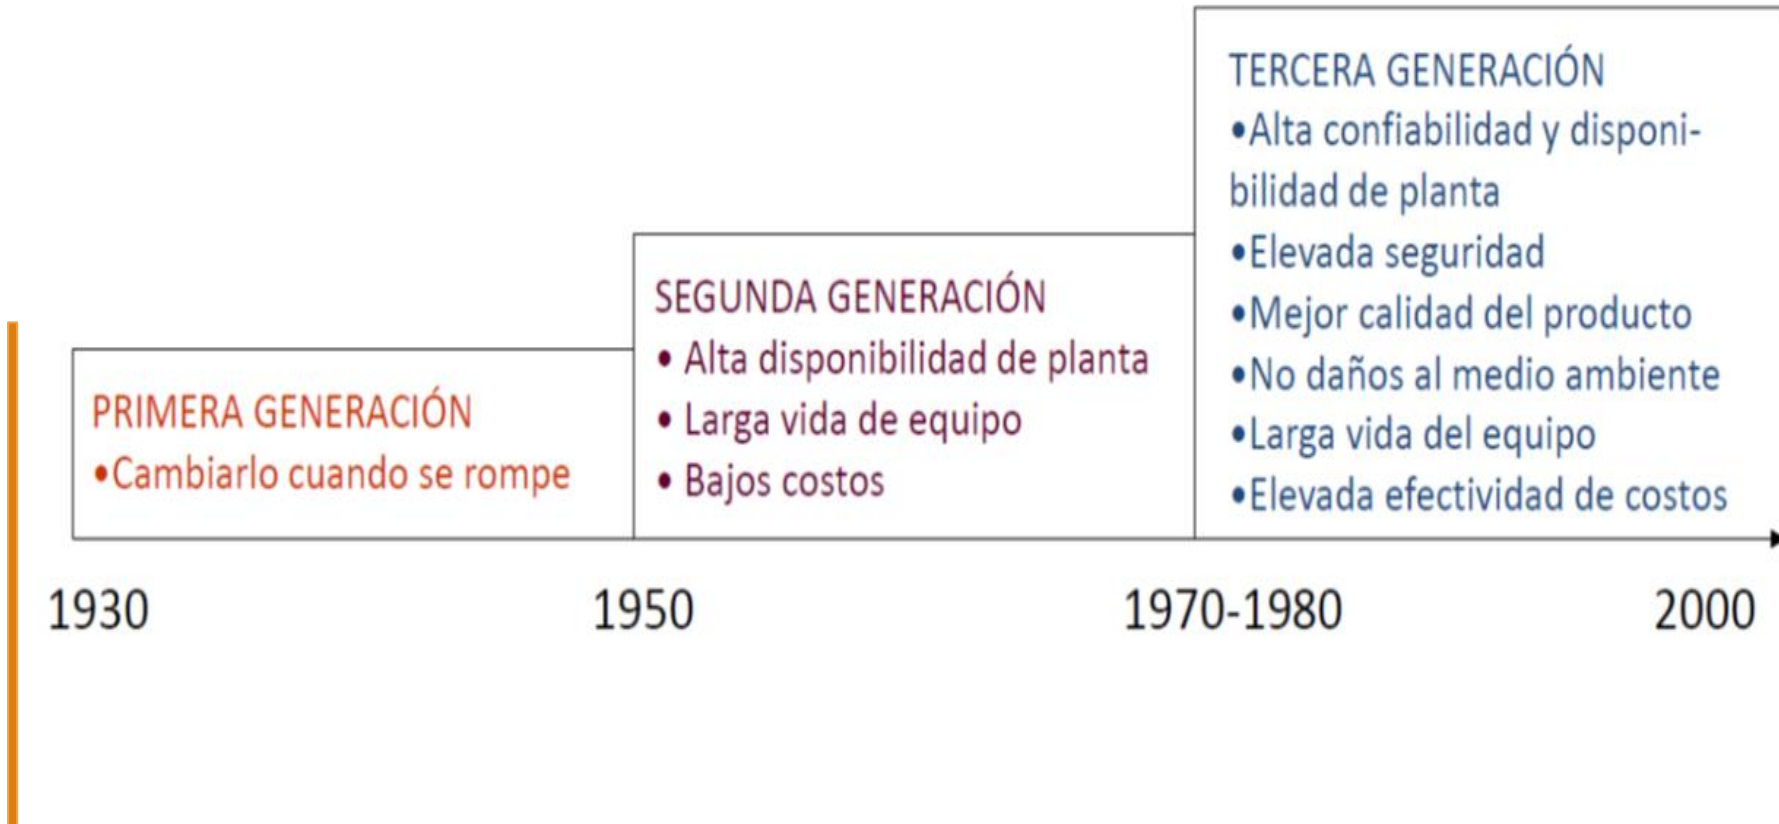 PRIMERA GENERACIÓN
•Cambiarlo cuando se rompe
SEGUNDA GENERACIÓN
• Alta disponibilidad de planta
• Larga vida de equipo
• Bajos costos
TERCERA GENERACIÓN
•Alta confiabilidad y disponi-
bilidad de planta
•Elevada seguridad
•Mejor calidad del producto
•No daños al medio ambiente
•Larga vida del equipo
•Elevada efectividad de costos
1930
1950
1970-1980
2000